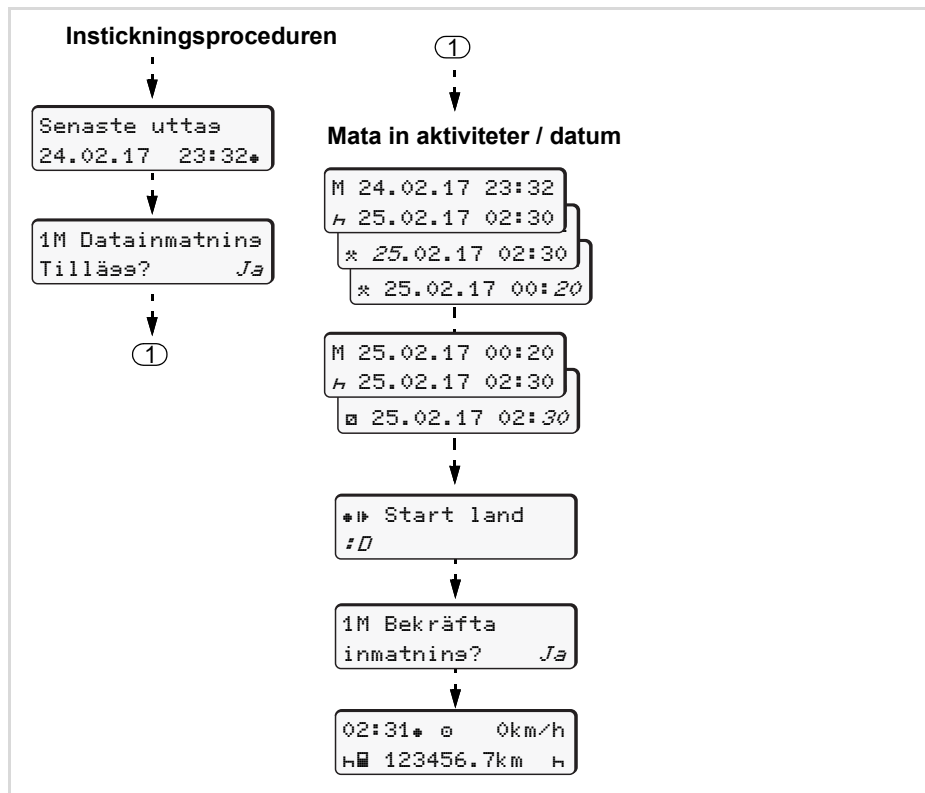 Instickningsproceduren
Senaste uttag
24.02.17 23:32
1M Datainmatning
Tillägg? Ja
1
1
Mata in aktiviteter / datum
M 24.02.17 23:32
25.02.17 02:30
25.02.17 02:30
25.02.17 00:20
M 25.02.17 00:20
25.02.17 02:30
25.02.17 02:30
Start land
:D
1M Bekräfta
inmatning? Ja
02:31 0km/h
123456.7km